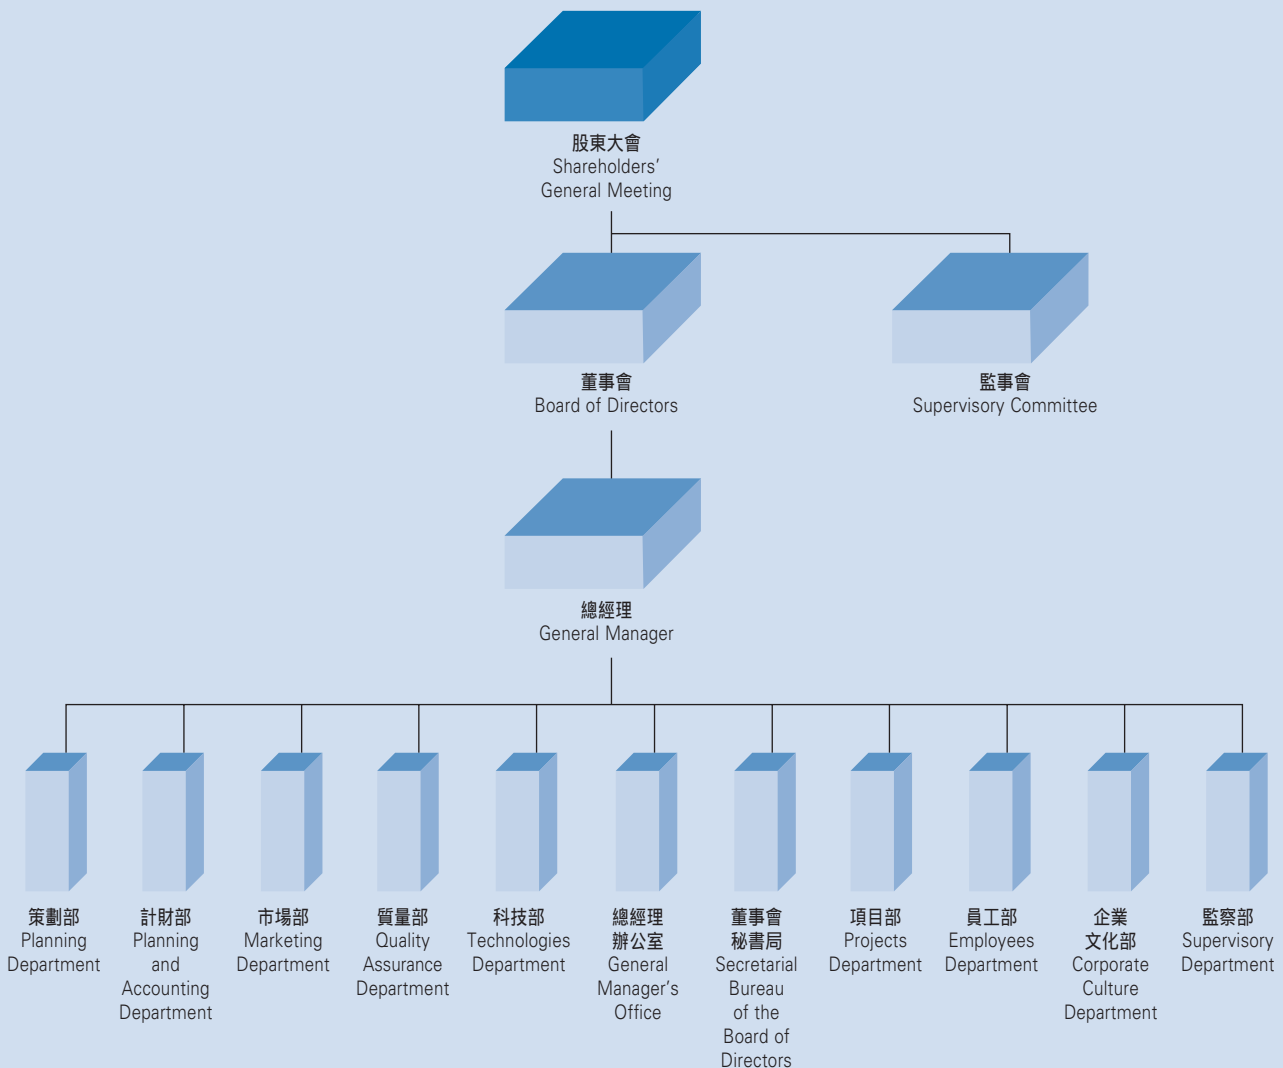 股東大會
Shareholders'
General Meeting
董事會
Board of Directors
監事會
Supervisory Committee
總經理
General Manager
策劃部
Planning
Department
計財部
Planning
and
Accounting
Department
市場部
Marketing
Department
質量部
Quality
Assurance
Department
科技部
Technologies
Department
總經理
辦公室
General
Manager's
Office
董事會
秘書局
Secretarial
Bureau
of the
Board of
Directors
項目部
Projects
Department
員工部
Employees
Department
企業
文化部
Corporate
Culture
Department
監察部
Supervisory
Department